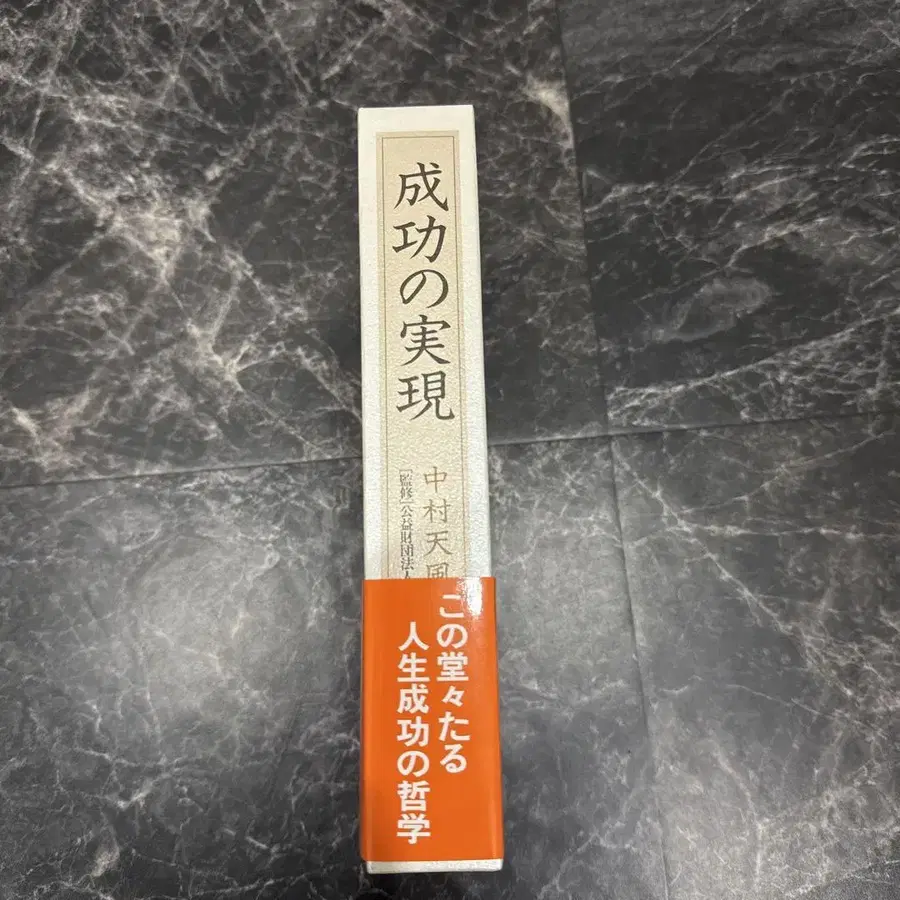 成功の実現
中村天風
[監修]公益財団法人
この堂々たる
人生成功の哲学